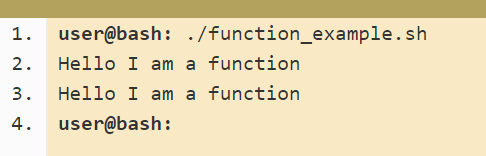 1. user@bash: ./function_example.sh
2. Hello I am a function
3. Hello I am a function
4. user@bash: